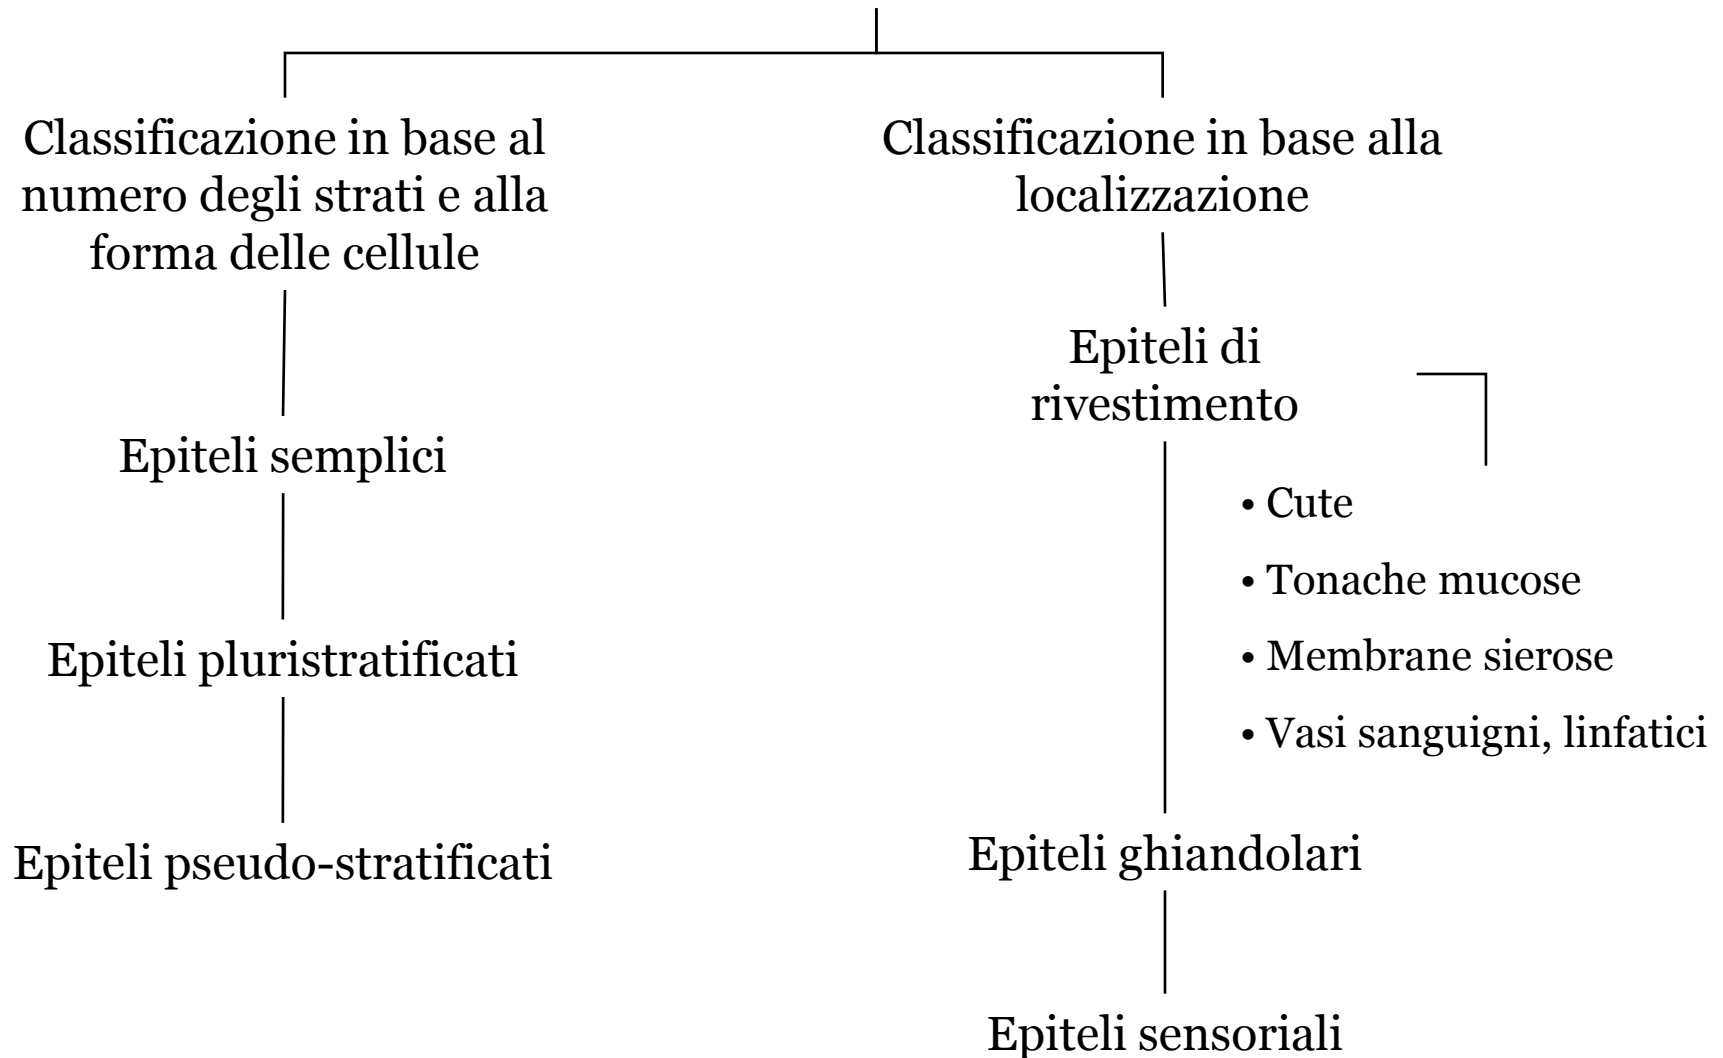 Classificazione in base al
numero degli strati e alla
forma delle cellule
Epiteli semplici
Epiteli pluristratificati
Epiteli pseudo-stratificati
Classificazione in base alla
localizzazione
Epiteli di
rivestimento
• Cute
• Tonache mucose
• Membrane sierose
• Vasi sanguigni, linfatici
Epiteli ghiandolari
Epiteli sensoriali